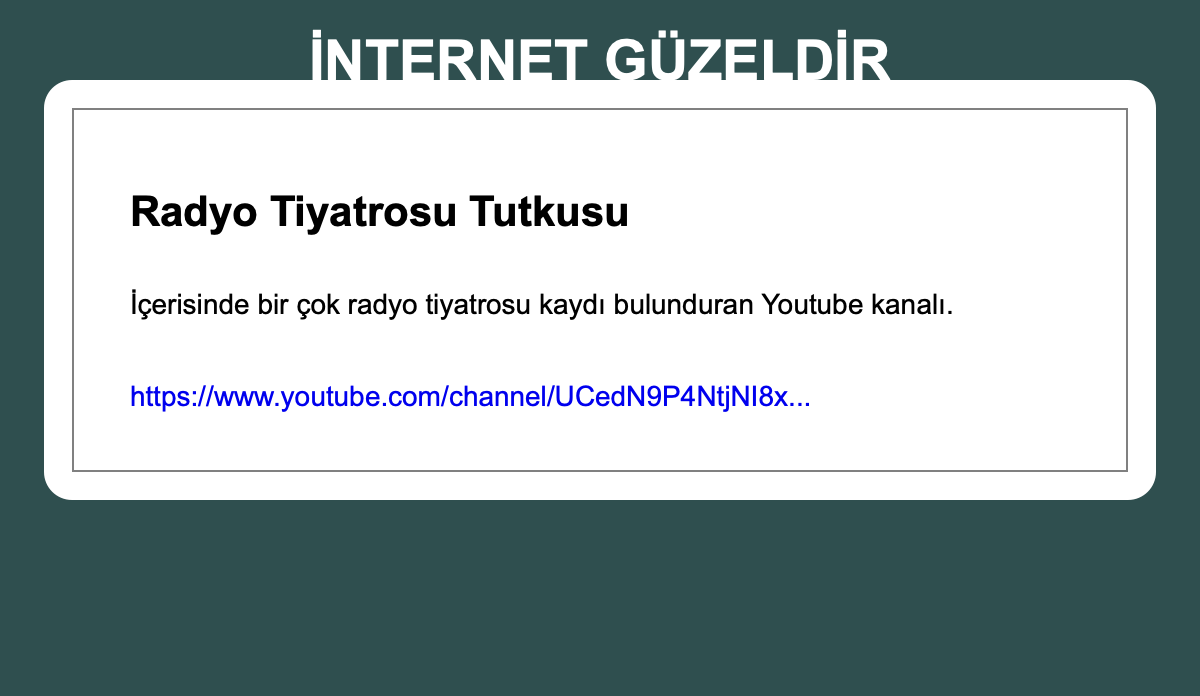 İNTERNET GÜZELDİR
Radyo Tiyatrosu Tutkusu
İçerisinde bir çok radyo tiyatrosu kaydı bulunduran Youtube kanalı.
https://www.youtube.com/channel/UCedN9P4NtjNI8x...